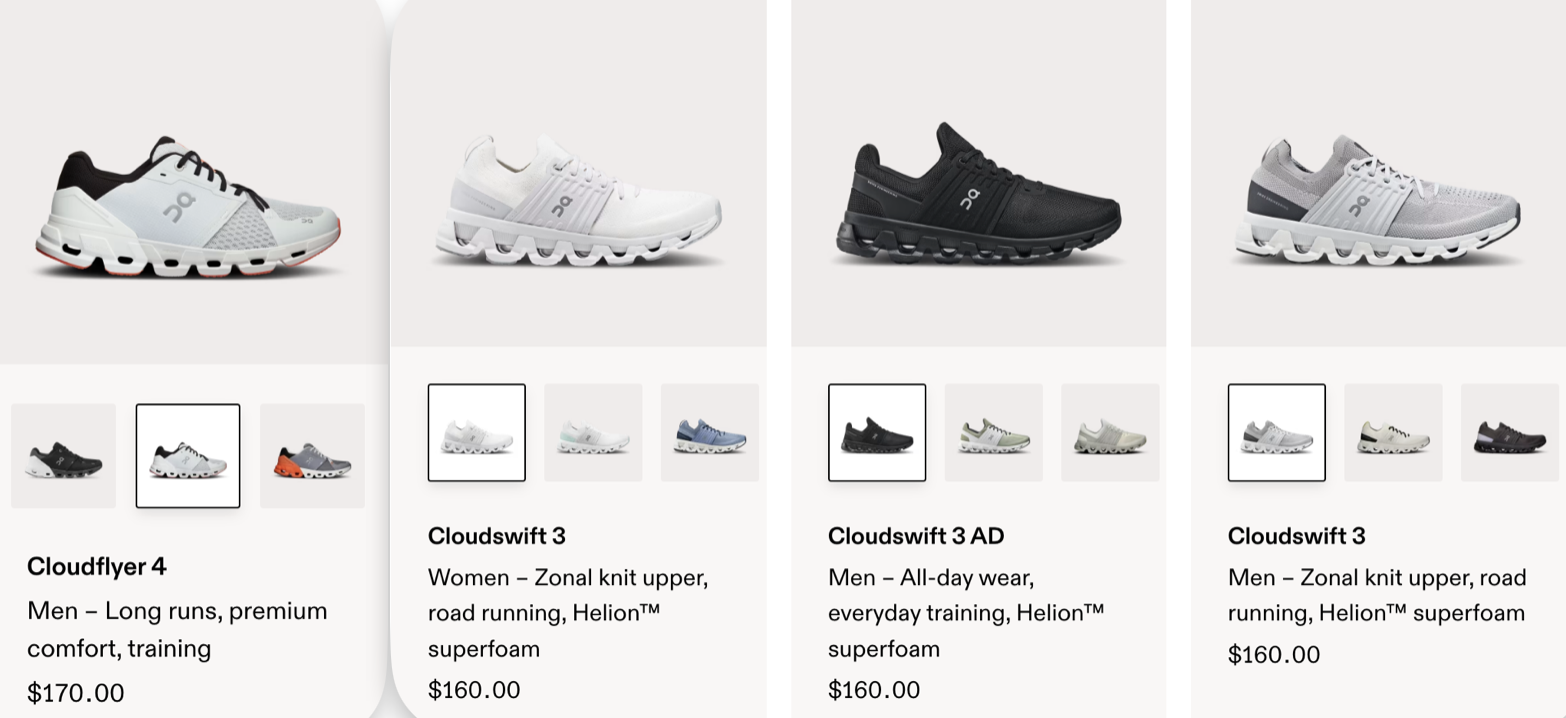 Cloudflyer 4
Men – Long runs, premium
comfort, training
$170.00
Cloudswift 3
Women – Zonal knit upper,
road running, Helion™
superfoam
$160.00
Cloudswift 3 AD
Men – All-day wear,
everyday training, Helion™
superfoam
$160.00
Cloudswift 3
Men – Zonal knit upper, road
running, Helion™ superfoam
$160.00